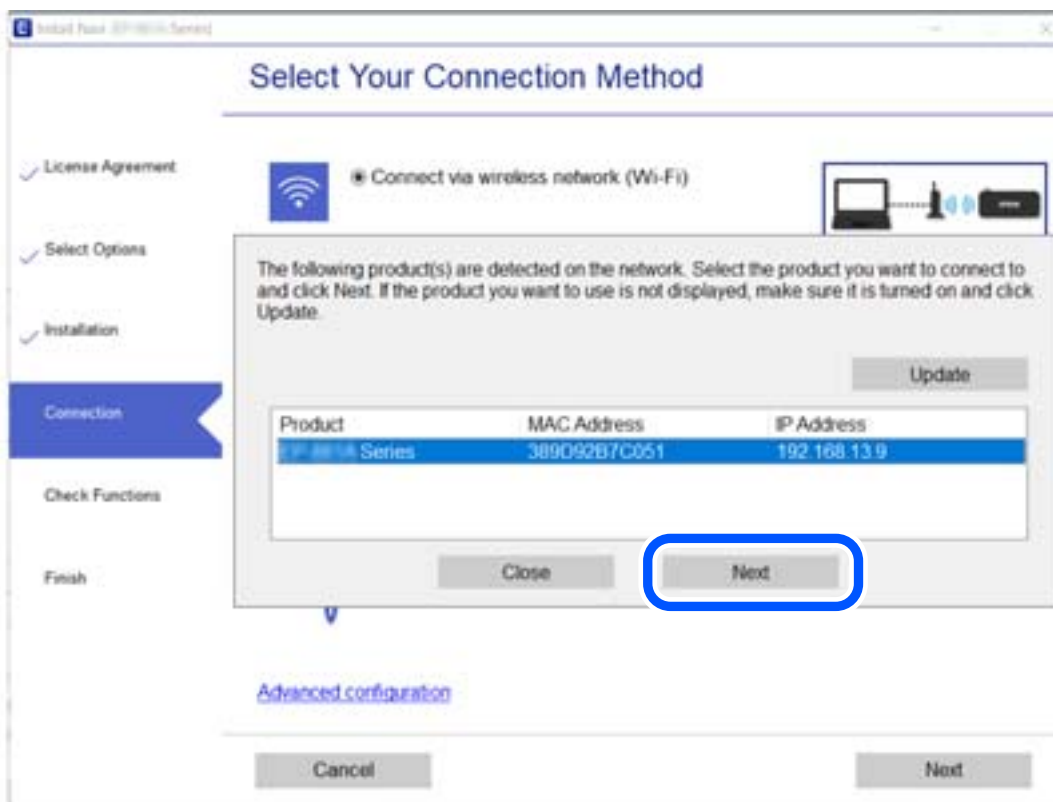 Select Your Connection Method
License Agreement
Connect via wireless network (Wi-Fi)
Select Options
The following product(s) are detected on the network. Select the product you want to connect to
and click Next. If the product you want to use is not displayed, make sure it is turned on and click
Update.
Installation
Update
Connection
Product MAC Address IP Address
Series 389D92B7C051 192.168.13.9
Check Functions
Close Next
Finish
Advanced configuration
Cancel Next